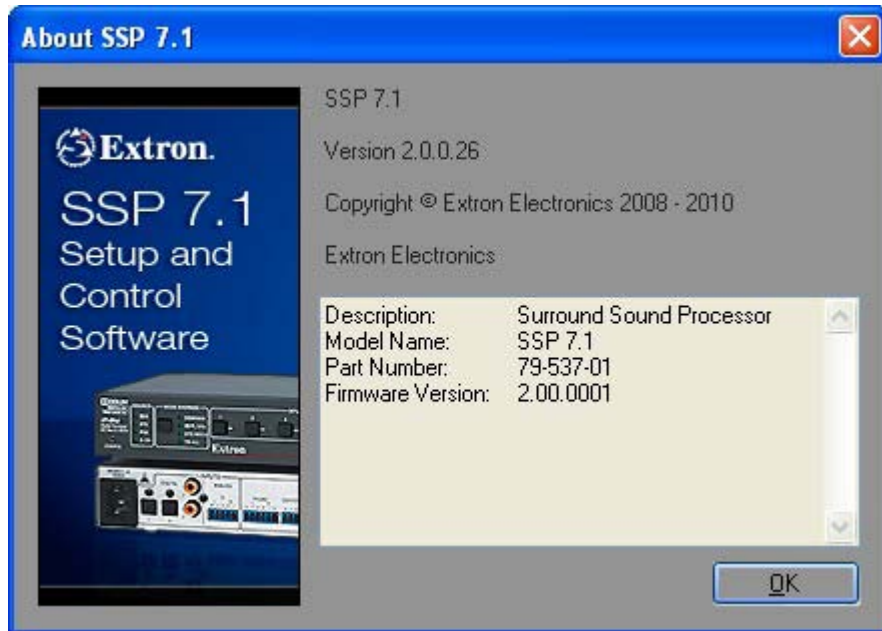 About SSP 7.1
Extron.
SSP 7.1
Setup and
Control
Software
Extron
SSP 7.1
Version 2.0.0.26
Copyright © Extron Electronics 2008 - 2010
Extron Electronics
Description: Surround Sound Processor
Model Name: SSP 7.1
Part Number: 79-537-01
Firmware Version: 2.00.0001
OK